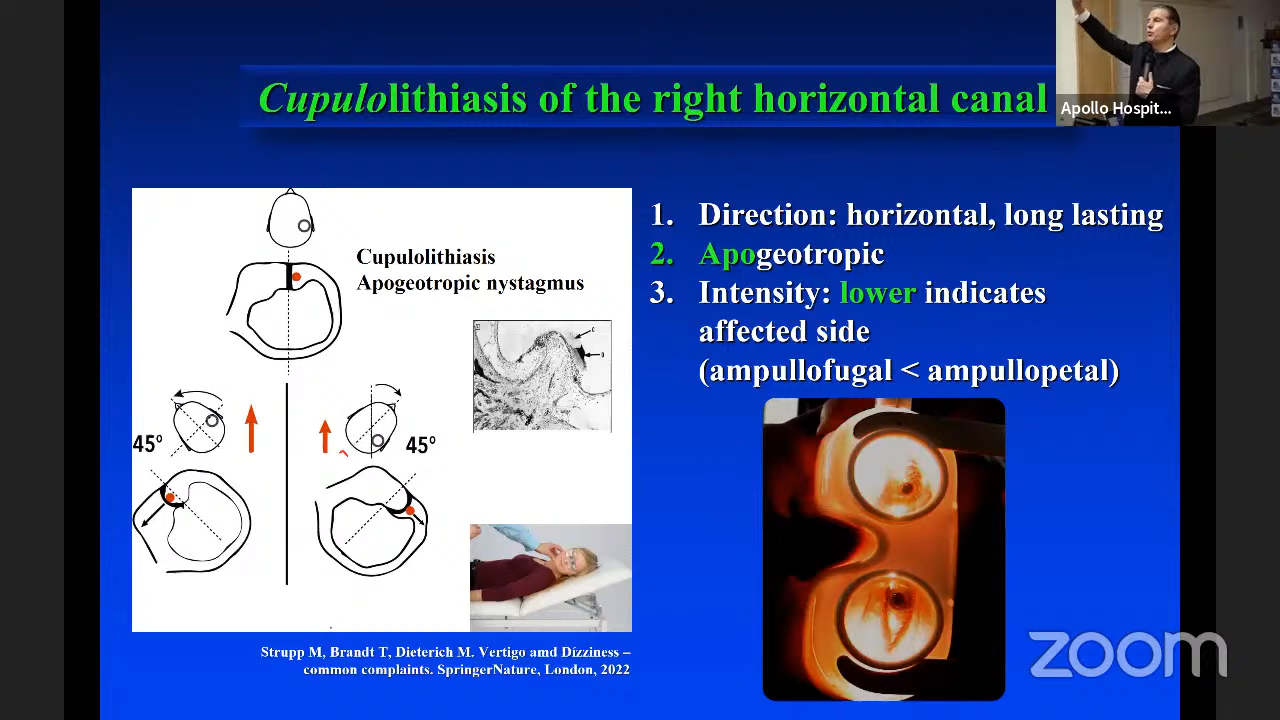 Cupulolithiasis of the right horizontal canal
Apollo Hospit...
Cupulolithiasis
Apogeotropic nystagmus
45º
45º
1. Direction: horizontal, long lasting
2. Apogeotropic
3. Intensity: lower indicates
affected side
(ampullofugal < ampullopetal)
Strupp M, Brandt T, Dieterich M. Vertigo amd Dizziness –
common complaints. SpringerNature, London, 2022
zoom